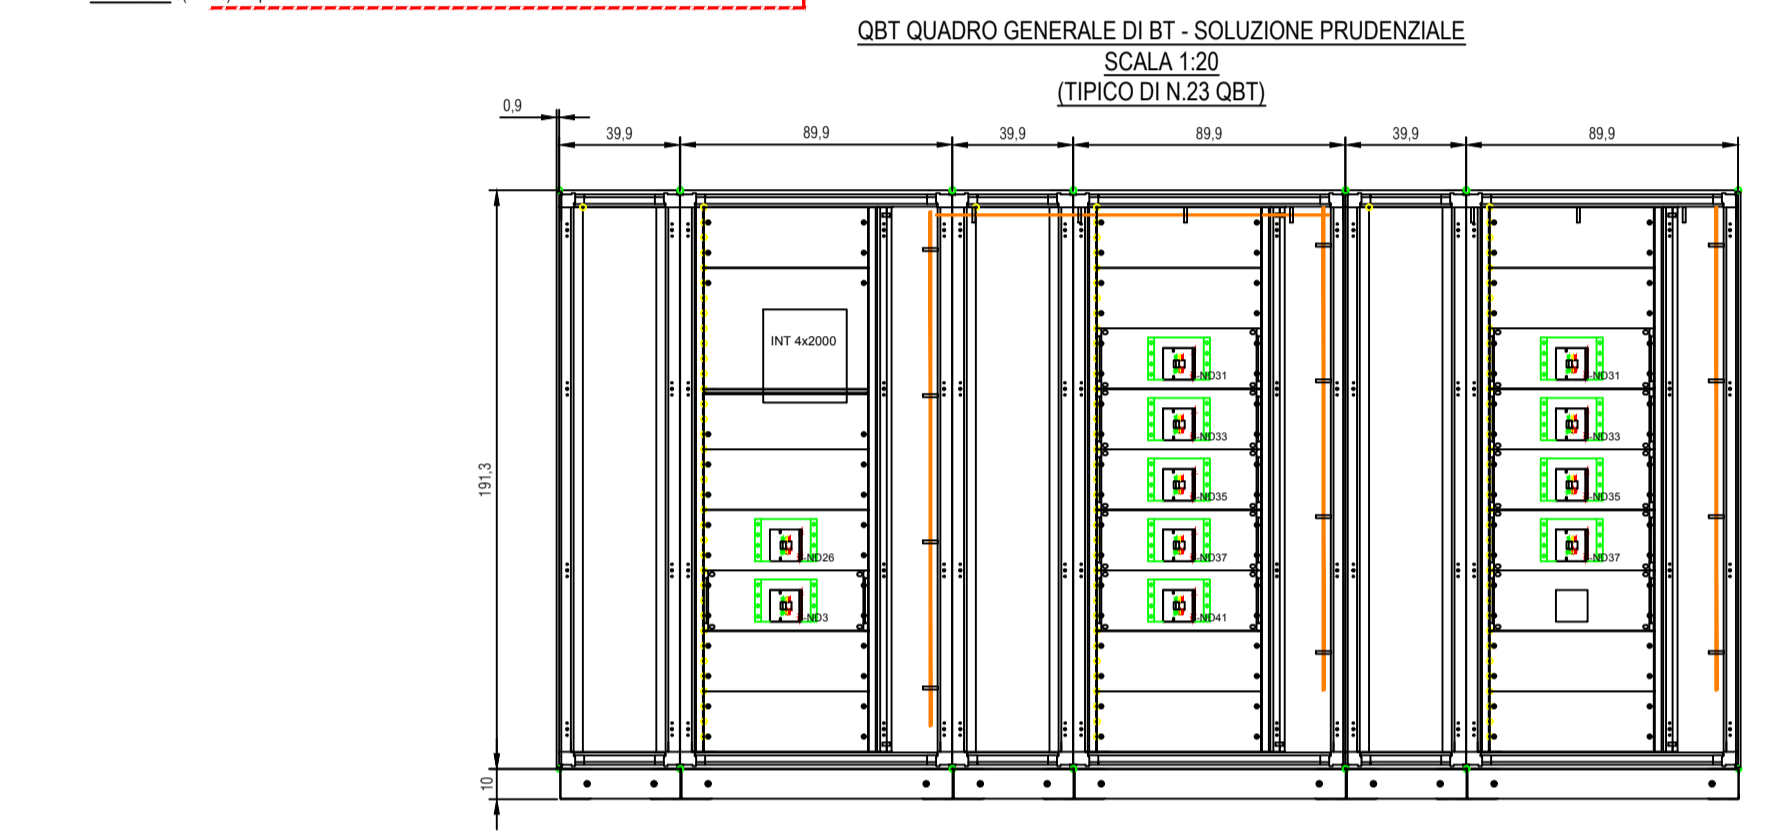 QBT QUADRO GENERALE DI BT - SOLUZIONE PRUDENZIALE
SCALA 1:20
(TIPICO DI N.23 QBT)
0,9
39,9 89,9 39,9 89,9 39,9 89,9
191,3
10
INT 4x2000
-ND31 -ND31
-ND33 -ND33
-ND35 -ND35
-ND26 -ND37 -ND37
-ND3 -ND41